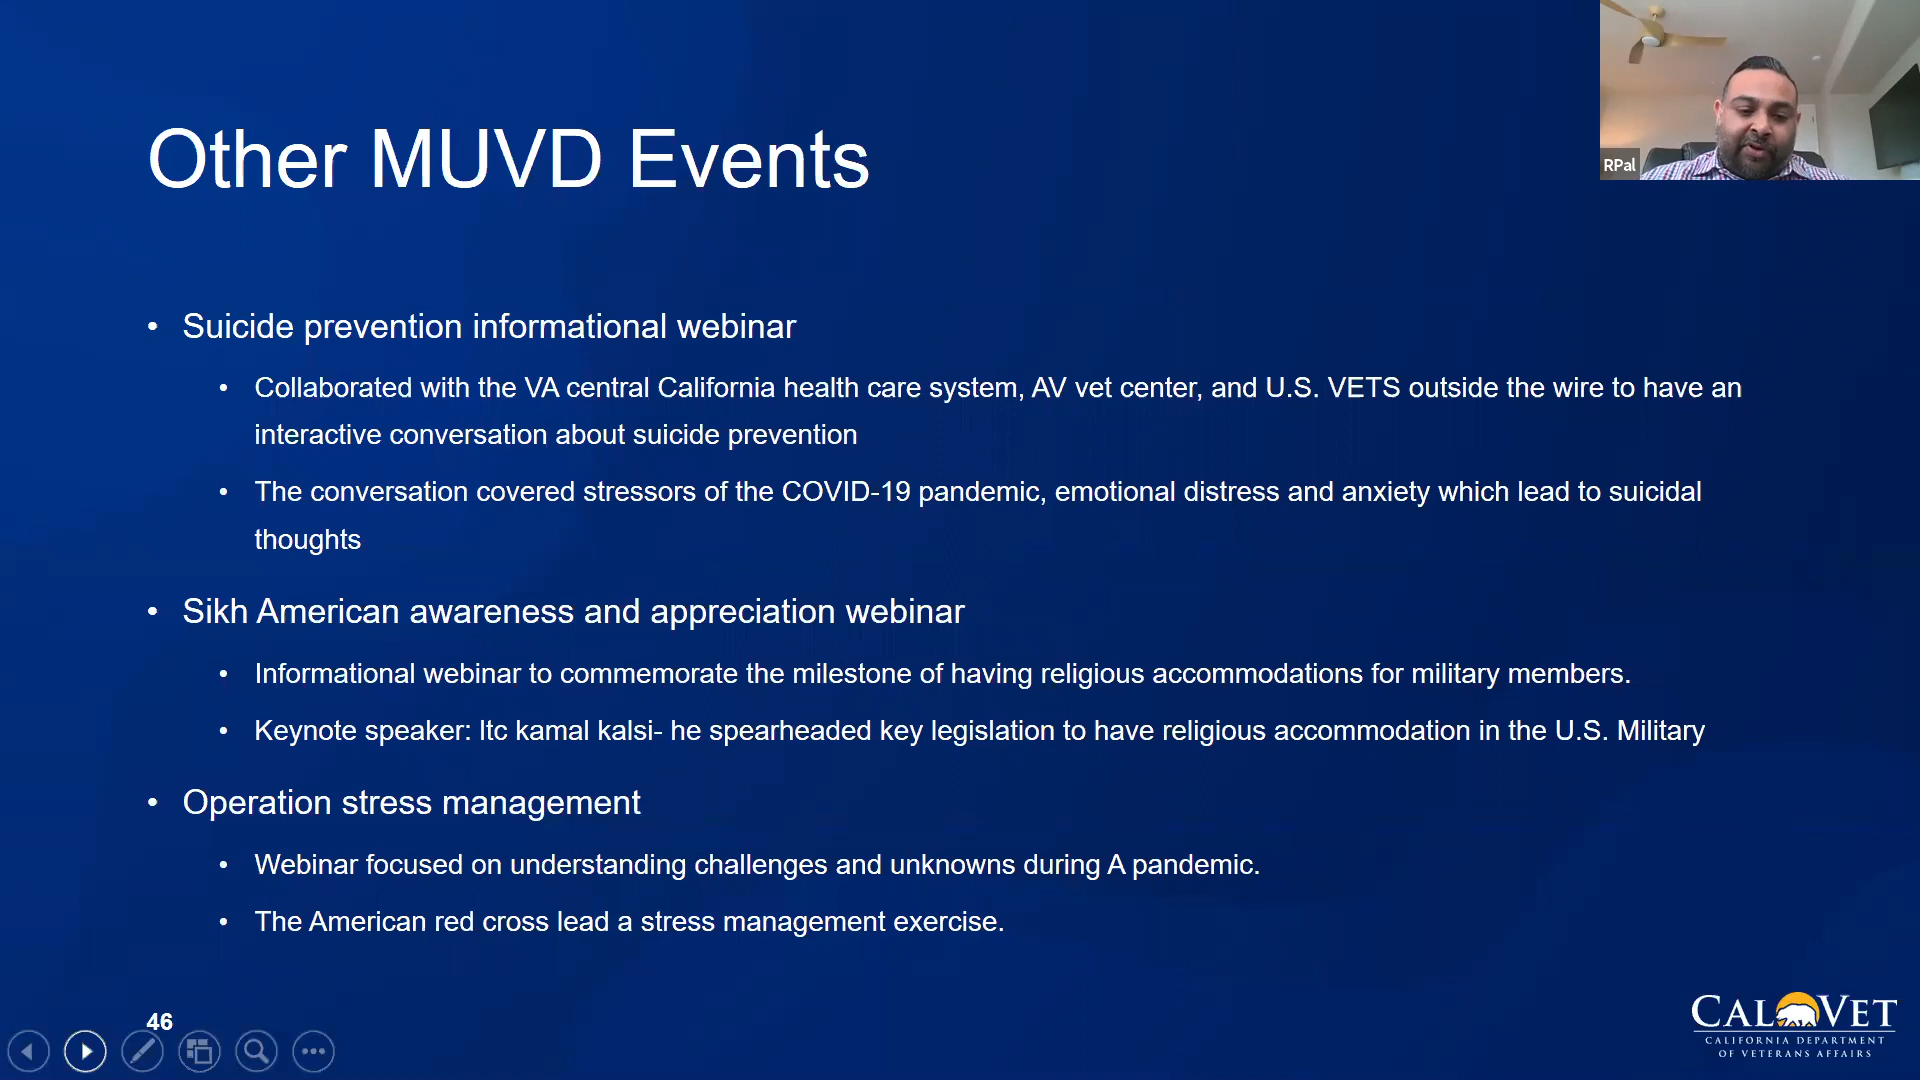 RPal
Other MUVD Events
• Suicide prevention informational webinar
• Collaborated with the VA central California health care system, AV vet center, and U.S. VETS outside the wire to have an
interactive conversation about suicide prevention
• The conversation covered stressors of the COVID-19 pandemic, emotional distress and anxiety which lead to suicidal
thoughts
• Sikh American awareness and appreciation webinar
• Informational webinar to commemorate the milestone of having religious accommodations for military members.
• Keynote speaker: ltc kamal kalsi- he spearheaded key legislation to have religious accommodation in the U.S. Military
• Operation stress management
• Webinar focused on understanding challenges and unknowns during A pandemic.
• The American red cross lead a stress management exercise.
46
CALVET
CALIFORNIA DEPARTMENT
OF VETERANS AFFAIRS